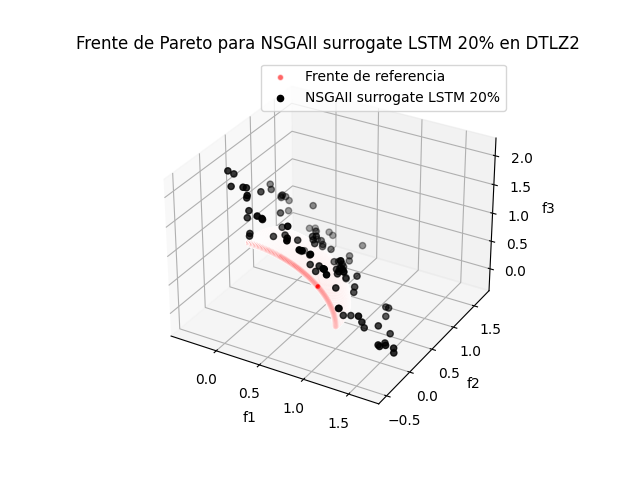 Frente de Pareto para NSGAII surrogate LSTM 20% en DTLZ2
Frente de referencia
NSGAII surrogate LSTM 20%
2.0
1.5
1.0
0.5
0.0
f3
1.5
1.0
0.5
0.0
−0.5
f2
0.0
0.5
1.0
1.5
f1